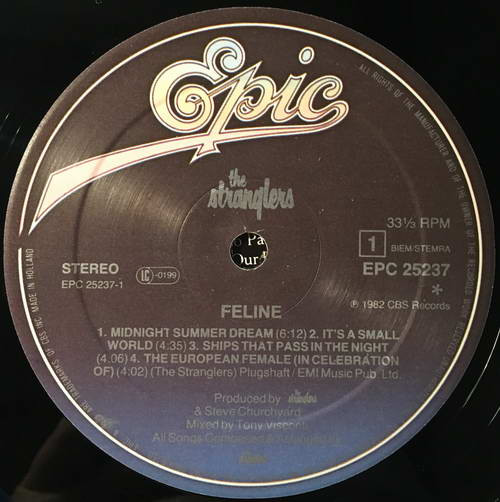 Epic
the
stranglers
33⅓ RPM
1 BIEM/STEMRA
STEREO LC-0199 EPC 25237
EPC 25237-1
*
℗ 1982 CBS Records
FELINE
1. MIDNIGHT SUMMER DREAM (6:12) 2. IT'S A SMALL
WORLD (4:35) 3. SHIPS THAT PASS IN THE NIGHT
(4.06) 4. THE EUROPEAN FEMALE (IN CELEBRATION
OF) (4:02) (The Stranglers) Plugshaft / EMI Music Pub. Ltd.
Produced by the stranglers
& Steve Churchyard
Mixed by Tony Visconti
All Songs Composed &
ALL RIGHTS OF THE MANUFACTURER AND OF THE OWNER OF THE RECORDED WORK
CBS INC. MADE IN HOLLAND